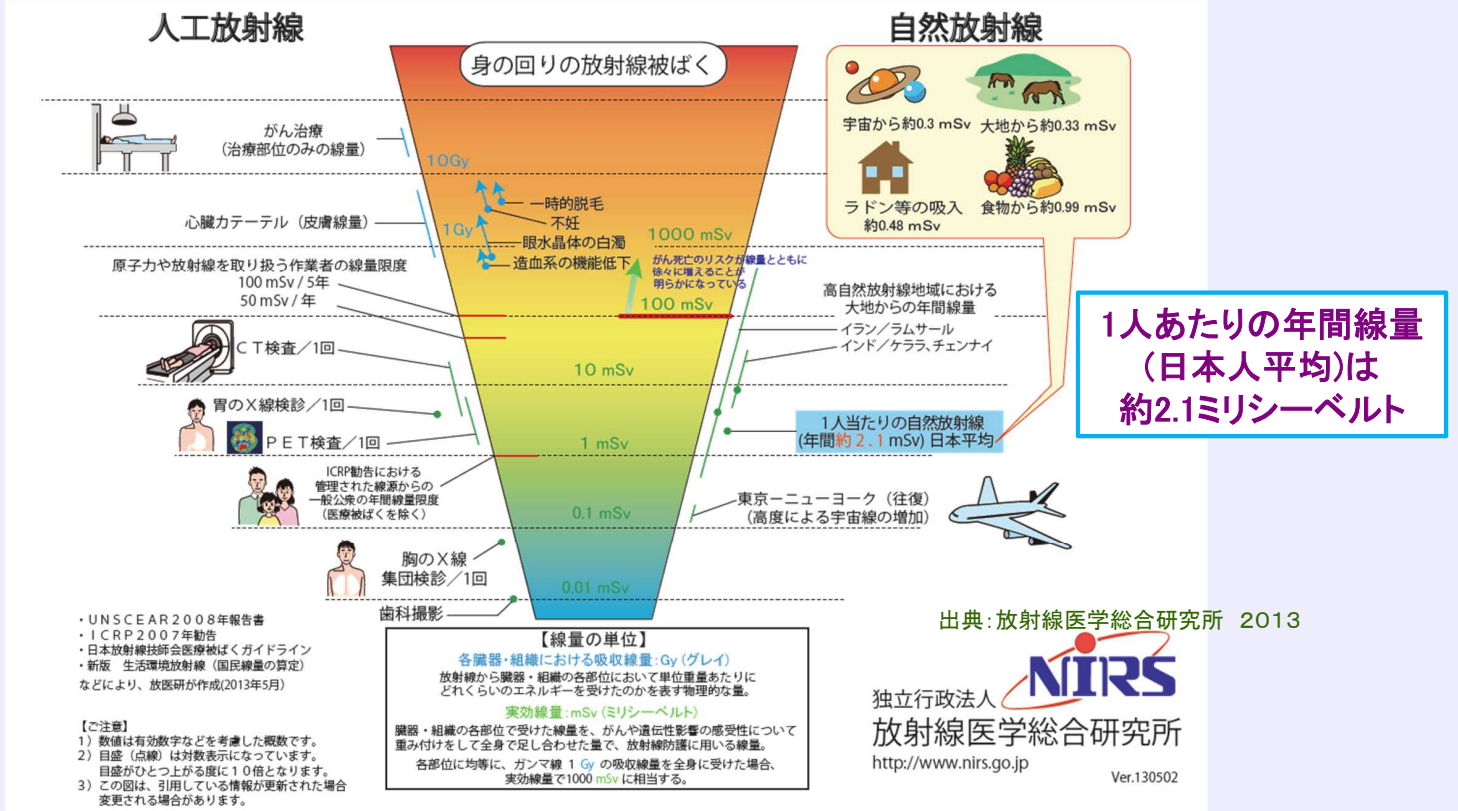 人工放射線
自然放射線
身の回りの放射線被ばく
がん治療
(治療部位のみの線量)
10Gy
心臓カテーテル（皮膚線量）
1Gy
一時的脱毛
不妊
眼水晶体の白濁
造血系の機能低下
1000 mSv
がん死亡のリスクが線量とともに
徐々に増えることが
明らかになっている
原子力や放射線を取り扱う作業者の線量限度
100 mSv / 5年
50 mSv / 年
100 mSv
ＣＴ検査／1回
10 mSv
胃のＸ線検診／1回
ＰＥＴ検査／1回
1 mSv
ICRP勧告における
管理された線源からの
一般公衆の年間線量限度
（医療被ばくを除く）
0.1 mSv
胸のＸ線
集団検診／1回
0.01 mSv
歯科撮影
宇宙から約0.3 mSv
大地から約0.33 mSv
ラドン等の吸入
約0.48 mSv
食物から約0.99 mSv
高自然放射線地域における
大地からの年間線量
イラン／ラムサール
インド／ケララ、チェンナイ
1人当たりの自然放射線
(年間約２.１mSv) 日本平均
東京ーニューヨーク（往復）
（高度による宇宙線の増加）
1人あたりの年間線量
(日本人平均)は
約2.1ミリシーベルト
・ＵＮＳＣＥＡＲ２００８年報告書
・ＩＣＲＰ２００７年勧告
・日本放射線技師会医療被ばくガイドライン
・新版　生活環境放射線（国民線量の算定）
などにより、放医研が作成(2013年5月)
【ご注意】
１）数値は有効数字などを考慮した概数です。
２）目盛（点線）は対数表示になっています。
目盛がひとつ上がる度に１０倍となります。
３）この図は、引用している情報が更新された場合
変更される場合があります。
【線量の単位】
各臓器・組織における吸収線量：Gy (グレイ)
放射線から臓器・組織の各部位において単位重量あたりに
どれくらいのエネルギーを受けたのかを表す物理的な量。
実効線量：mSv (ミリシーベルト)
臓器・組織の各部位で受けた線量を、がんや遺伝性影響の感受性について
重み付けをして全身で足し合わせた量で、放射線防護に用いる線量。
各部位に均等に、ガンマ線 1 Gy の吸収線量を全身に受けた場合、
実効線量で1000 mSv に相当する。
出典：放射線医学総合研究所　２０１３
NIRS
独立行政法人
放射線医学総合研究所
http://www.nirs.go.jp
Ver.130502